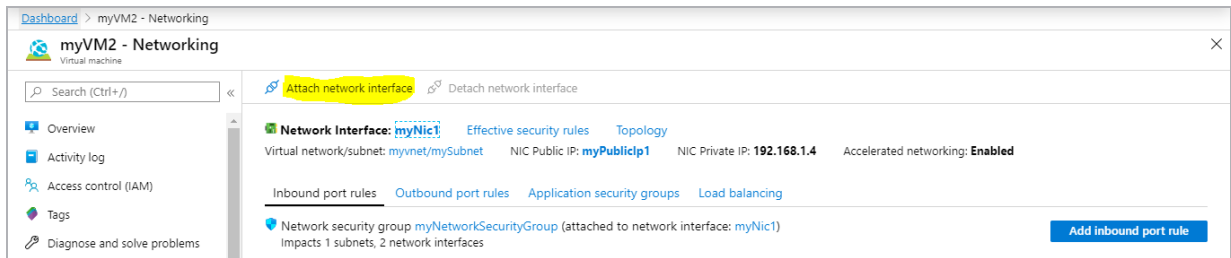 Dashboard > myVM2 - Networking
myVM2 - Networking
Virtual machine
Search (Ctrl+/)
Overview
Activity log
Access control (IAM)
Tags
Diagnose and solve problems
Attach network interface Detach network interface
Network Interface: myNic1 Effective security rules Topology
Virtual network/subnet: myvnet/mySubnet NIC Public IP: myPublicIp1 NIC Private IP: 192.168.1.4 Accelerated networking: Enabled
Inbound port rules Outbound port rules Application security groups Load balancing
Network security group myNetworkSecurityGroup (attached to network interface: myNic1)
Impacts 1 subnets, 2 network interfaces
Add inbound port rule